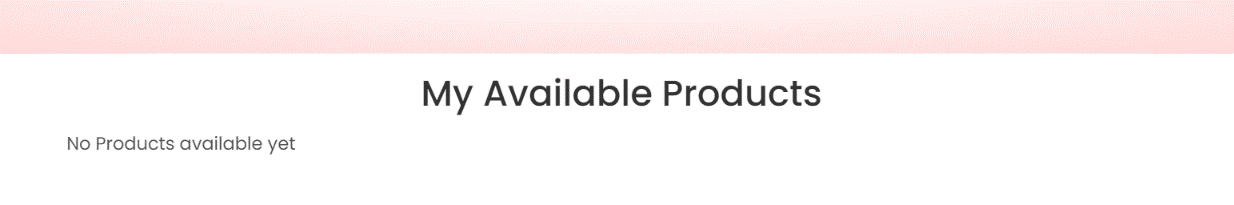 My Available Products
No Products available yet